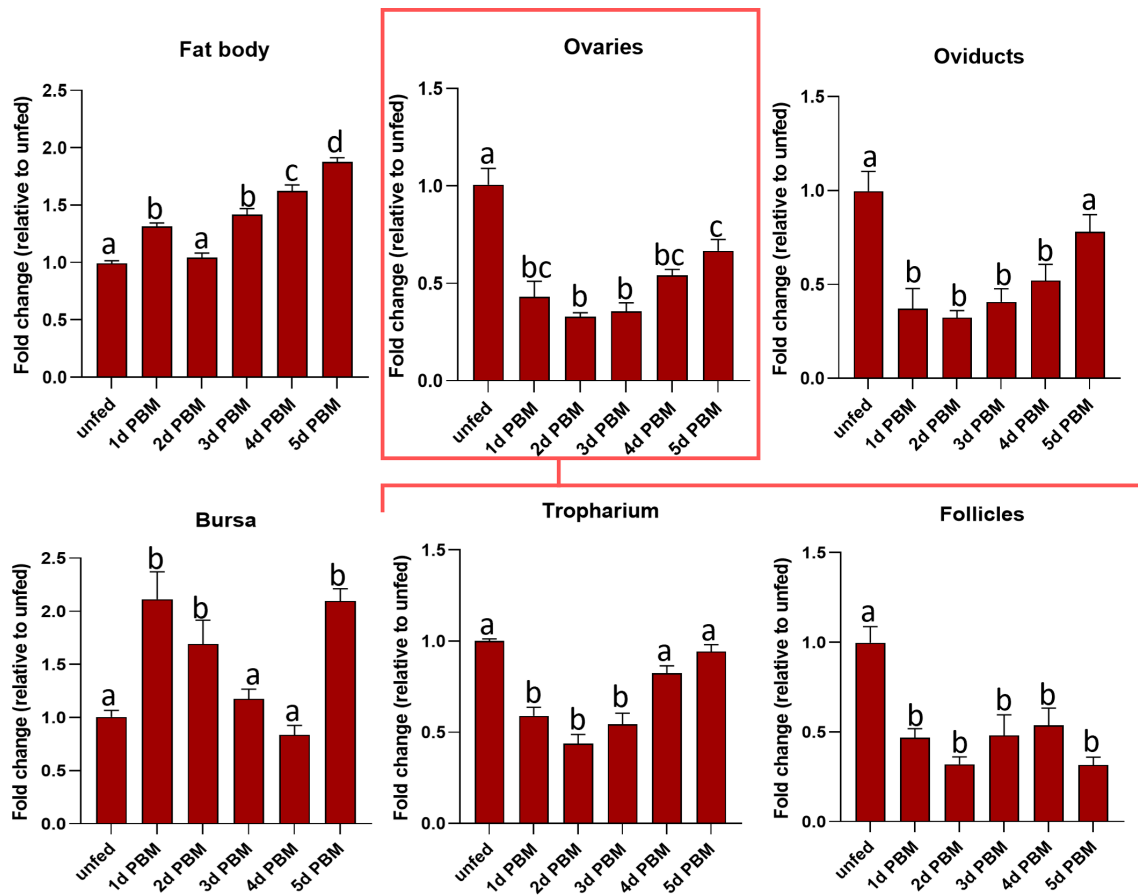 Fat body
Fold change (relative to unfed)
2.5
2.0
1.5
1.0
0.5
0.0
a
b
a
b
c
d
unfed
1d PBM
2d PBM
3d PBM
4d PBM
5d PBM
Ovaries
Fold change (relative to unfed)
1.5
1.0
0.5
0.0
a
bc
b
b
bc
c
unfed
1d PBM
2d PBM
3d PBM
4d PBM
5d PBM
Oviducts
Fold change (relative to unfed)
1.5
1.0
0.5
0.0
a
b
b
b
b
a
unfed
1d PBM
2d PBM
3d PBM
4d PBM
5d PBM
Bursa
Fold change (relative to unfed)
2.5
2.0
1.5
1.0
0.5
0.0
a
b
b
a
a
b
unfed
1d PBM
2d PBM
3d PBM
4d PBM
5d PBM
Tropharium
Fold change (relative to unfed)
1.5
1.0
0.5
0.0
a
b
b
b
a
a
unfed
1d PBM
2d PBM
3d PBM
4d PBM
5d PBM
Follicles
Fold change (relative to unfed)
1.5
1.0
0.5
0.0
a
b
b
b
b
b
unfed
1d PBM
2d PBM
3d PBM
4d PBM
5d PBM